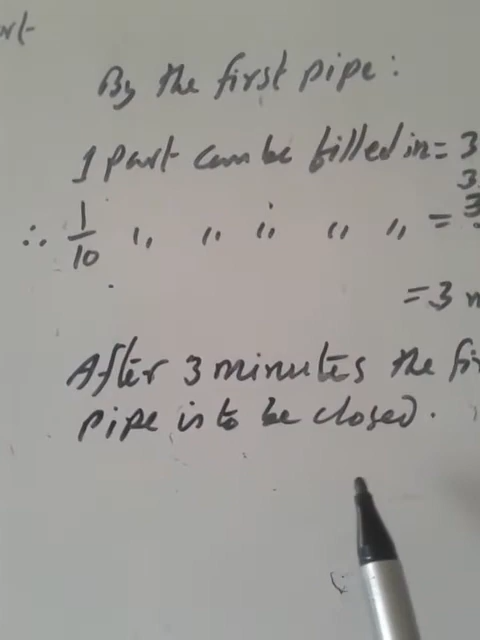 By the first pipe:
1 part can be filled in = 3
∴ 1/10 ,, ,, ,, ,, ,, = 3
= 3
After 3 minutes the
pipe is to be closed.